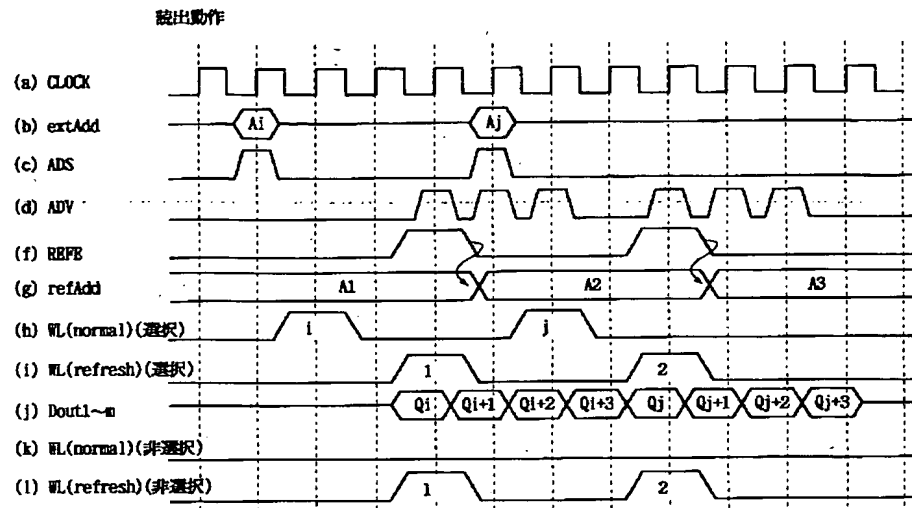 読出動作
(a) CLOCK
(b) extAdd Ai Aj
(c) ADS
(d) ADV
(f) REFE
(g) refAdd A1 A2 A3
(h) WL(normal)(選択) i j
(i) WL(refresh)(選択) 1 2
(j) Dout1~m Qi Qi+1 Qi+2 Qi+3 Qj Qj+1 Qj+2 Qj+3
(k) WL(normal)(非選択)
(l) WL(refresh)(非選択) 1 2